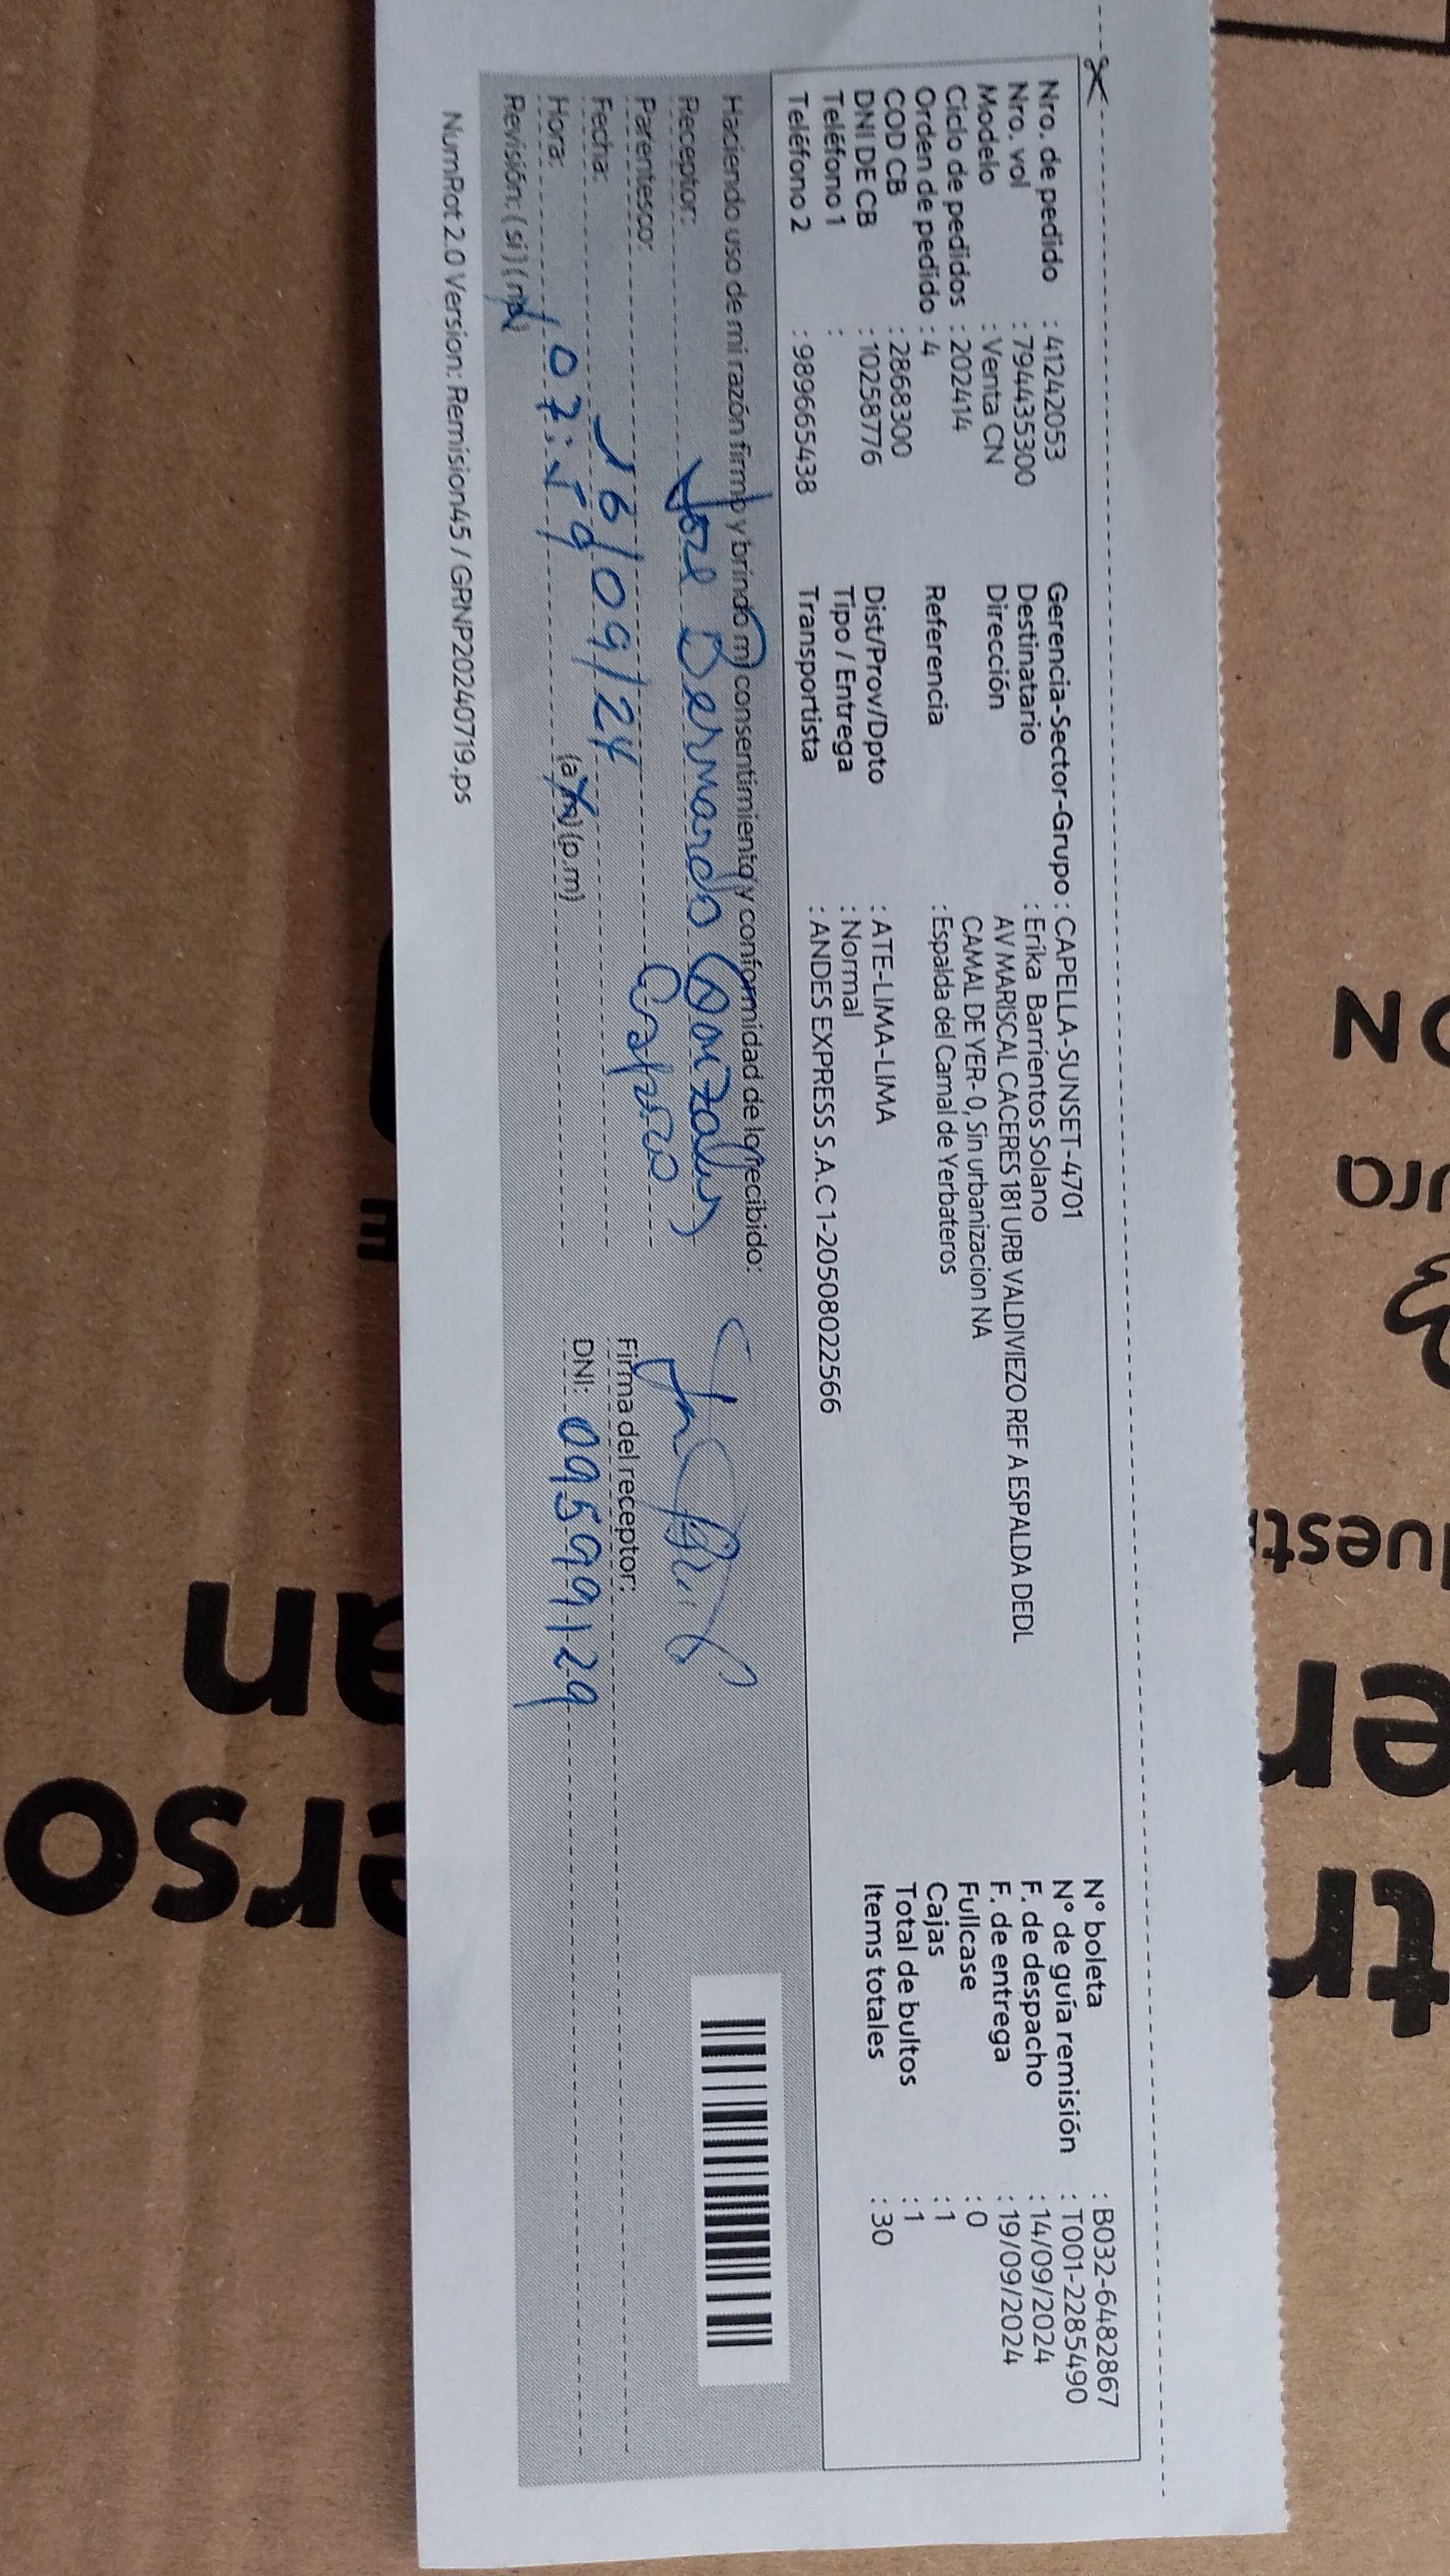 Nro. de pedido : 41242053
Nro. vol : 794435300
Modelo : Venta CN
Ciclo de pedidos : 202414
Orden de pedido : 4
COD CB : 2868300
DNI DE CB : 10258776
Teléfono 1 :
Teléfono 2 : 989665438
Gerencia-Sector-Grupo : CAPELLA-SUNSET-4701
Destinatario : Erika Barrientos Solano
Dirección AV MARISCAL CACERES 181 URB VALDIVIEZO REF A ESPALDA DEDL
CAMAL DE YER- 0, Sin urbanizacion NA
Referencia : Espalda del Camal de Yerbateros
Dist/Prov/Dpto : ATE-LIMA-LIMA
Tipo / Entrega : Normal
Transportista : ANDES EXPRESS S.A.C 1-20508022566
N° boleta : B032-6482867
N° de guía remisión : T001-2285490
F. de despacho : 14/09/2024
F. de entrega : 19/09/2024
Fullcase : 0
Cajas : 1
Total de bultos : 1
Items totales : 30
Haciendo uso de mi razón firmo y brindo mi consentimiento y conformidad de lo recibido:
Receptor: José Bernardo Gonzales
Parentesco: Esposo
Fecha: 16/09/24
Hora: 07:59 (a.m) (p.m)
Revisión: (si) (no)
Firma del receptor:
DNI: 09599129
NumRot 2.0 Version: Remision45 / GRNP20240719.ps
an
erso
uest
er
tr